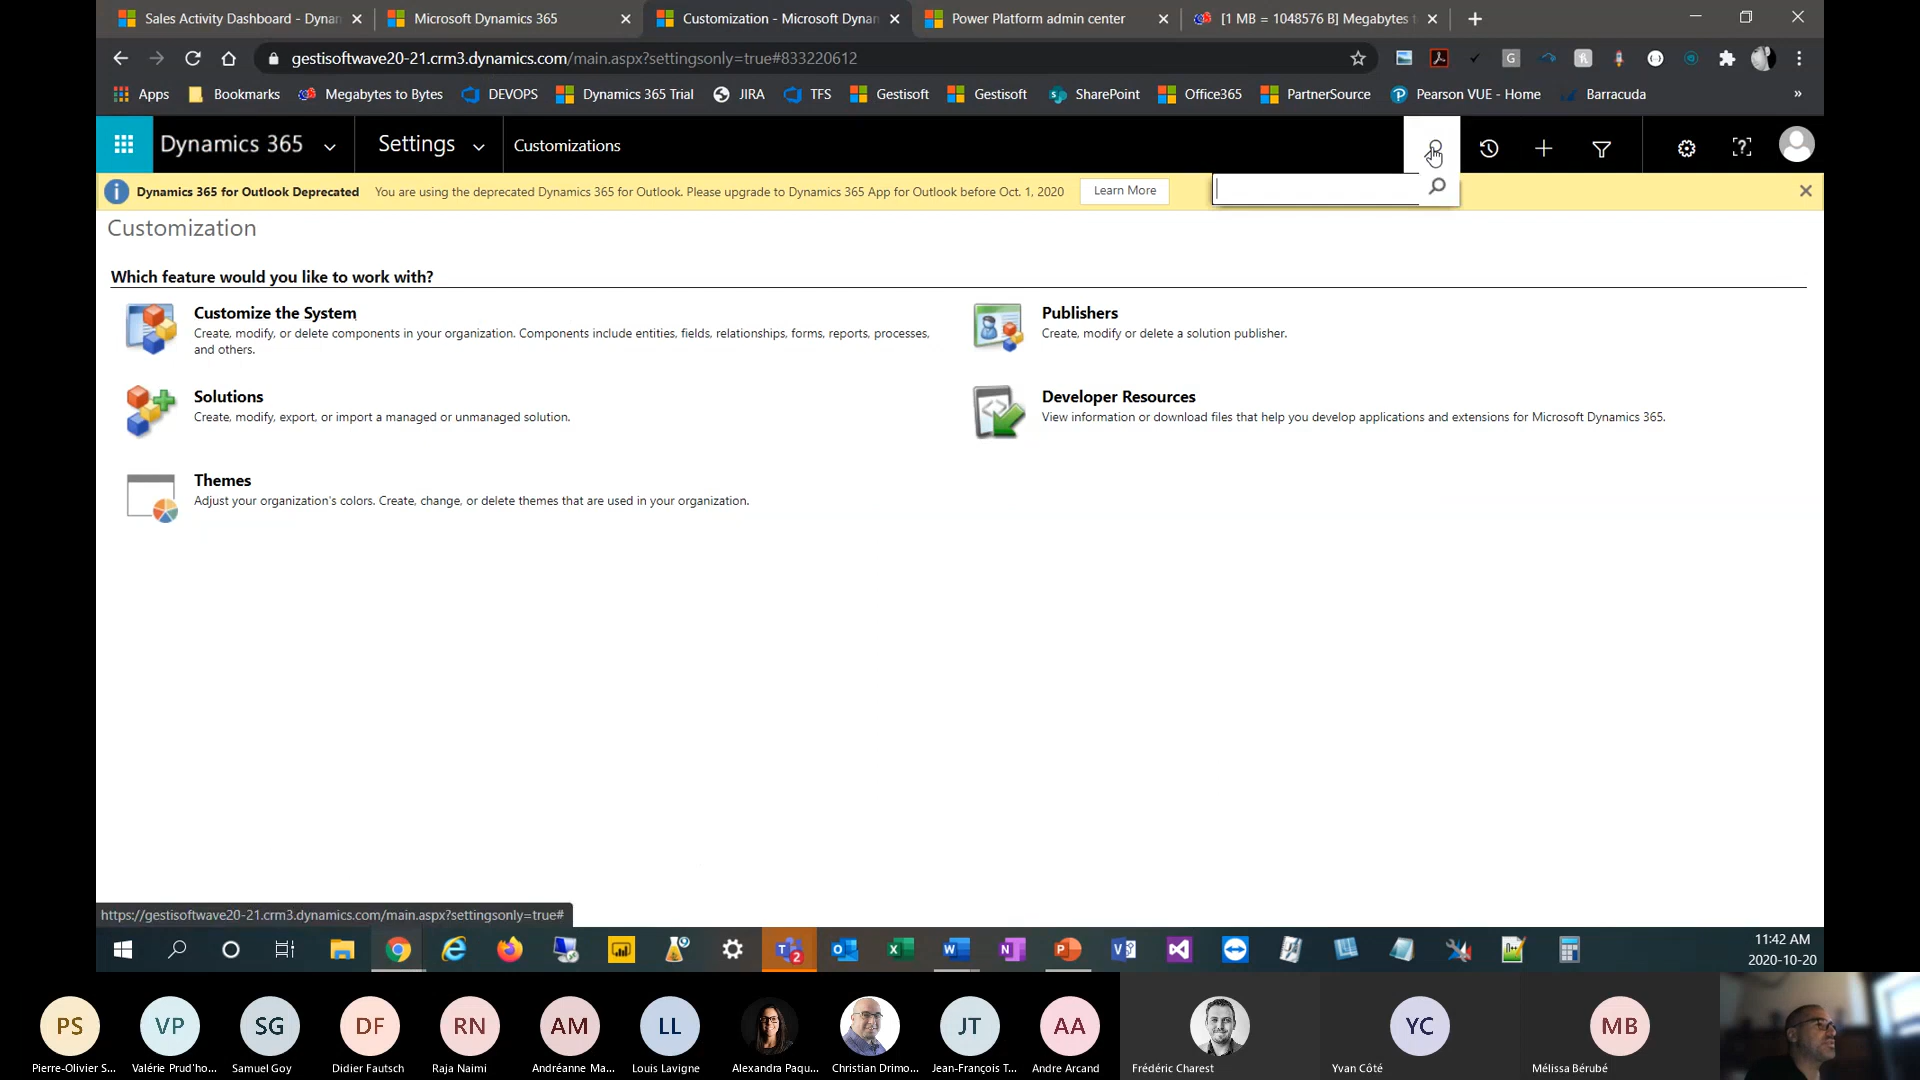 Sales Activity Dashboard - Dynan
Microsoft Dynamics 365
Customization - Microsoft Dynan
Power Platform admin center
[1 MB = 1048576 B] Megabytes t
gestisoftwave20-21.crm3.dynamics.com/main.aspx?settingsonly=true#833220612
Apps
Bookmarks
Megabytes to Bytes
DEVOPS
Dynamics 365 Trial
JIRA
TFS
Gestisoft
Gestisoft
SharePoint
Office365
PartnerSource
Pearson VUE - Home
Barracuda
»
Dynamics 365
Settings
Customizations
Dynamics 365 for Outlook Deprecated You are using the deprecated Dynamics 365 for Outlook. Please upgrade to Dynamics 365 App for Outlook before Oct. 1, 2020
Learn More
Customization
Which feature would you like to work with?
Customize the System
Create, modify, or delete components in your organization. Components include entities, fields, relationships, forms, reports, processes,
and others.
Publishers
Create, modify or delete a solution publisher.
Solutions
Create, modify, export, or import a managed or unmanaged solution.
Developer Resources
View information or download files that help you develop applications and extensions for Microsoft Dynamics 365.
Themes
Adjust your organization's colors. Create, change, or delete themes that are used in your organization.
https://gestisoftwave20-21.crm3.dynamics.com/main.aspx?settingsonly=true#
11:42 AM
2020-10-20
PS
VP
SG
DF
RN
AM
LL
JT
AA
YC
MB
Pierre-Olivier S...
Valérie Prud'ho...
Samuel Goy
Didier Fautsch
Raja Naimi
Andréanne Ma...
Louis Lavigne
Alexandra Paqu...
Christian Drimo...
Jean-François T...
Andre Arcand
Frédéric Charest
Yvan Côté
Mélissa Bérubé